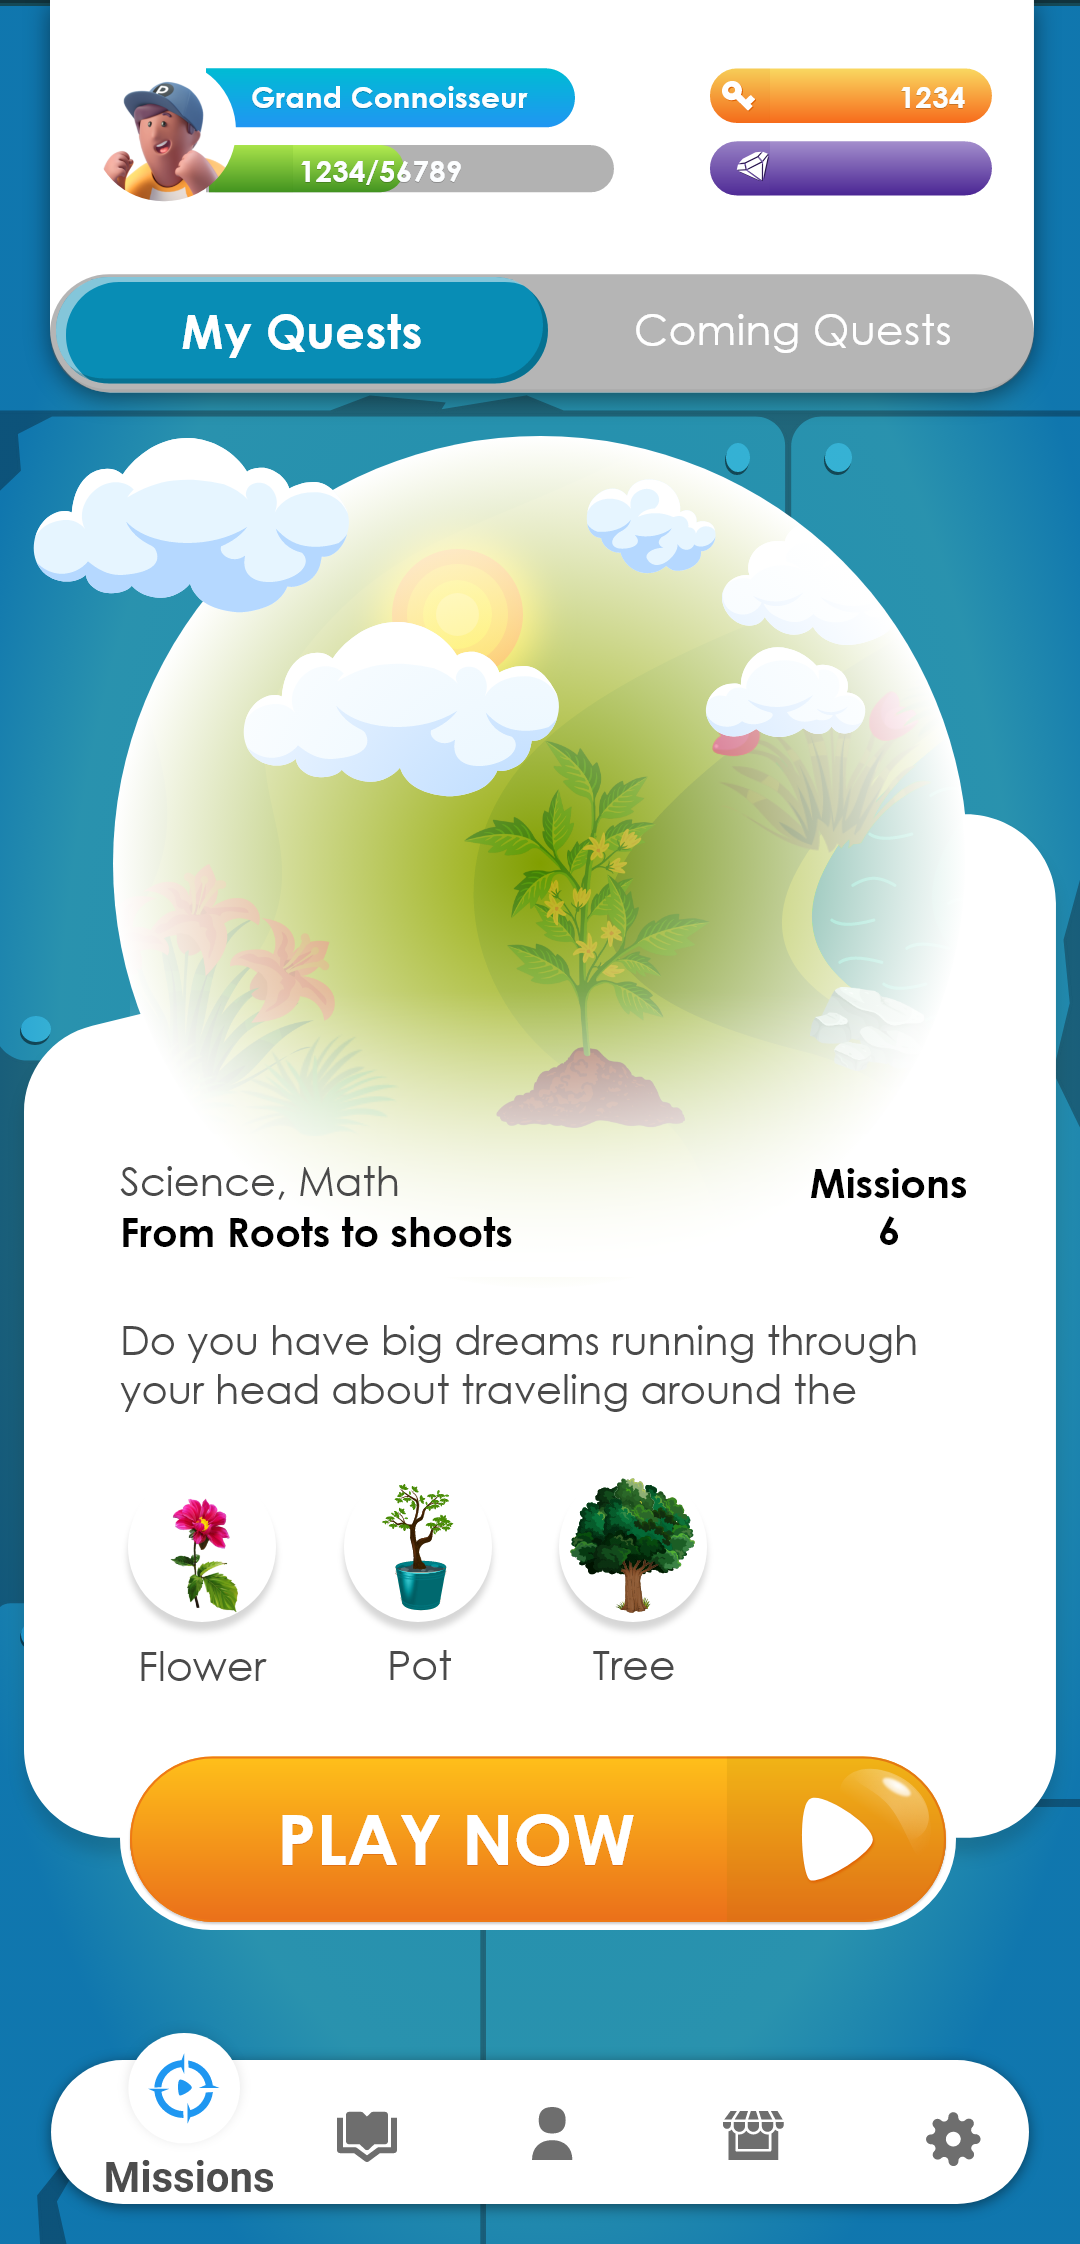 P
Grand Connoisseur
1234
1234/56789
My Quests
Coming Quests
Science, Math
Missions
From Roots to shoots
6
Do you have big dreams running through
your head about traveling around the
Flower
Pot
Tree
PLAY NOW
Missions